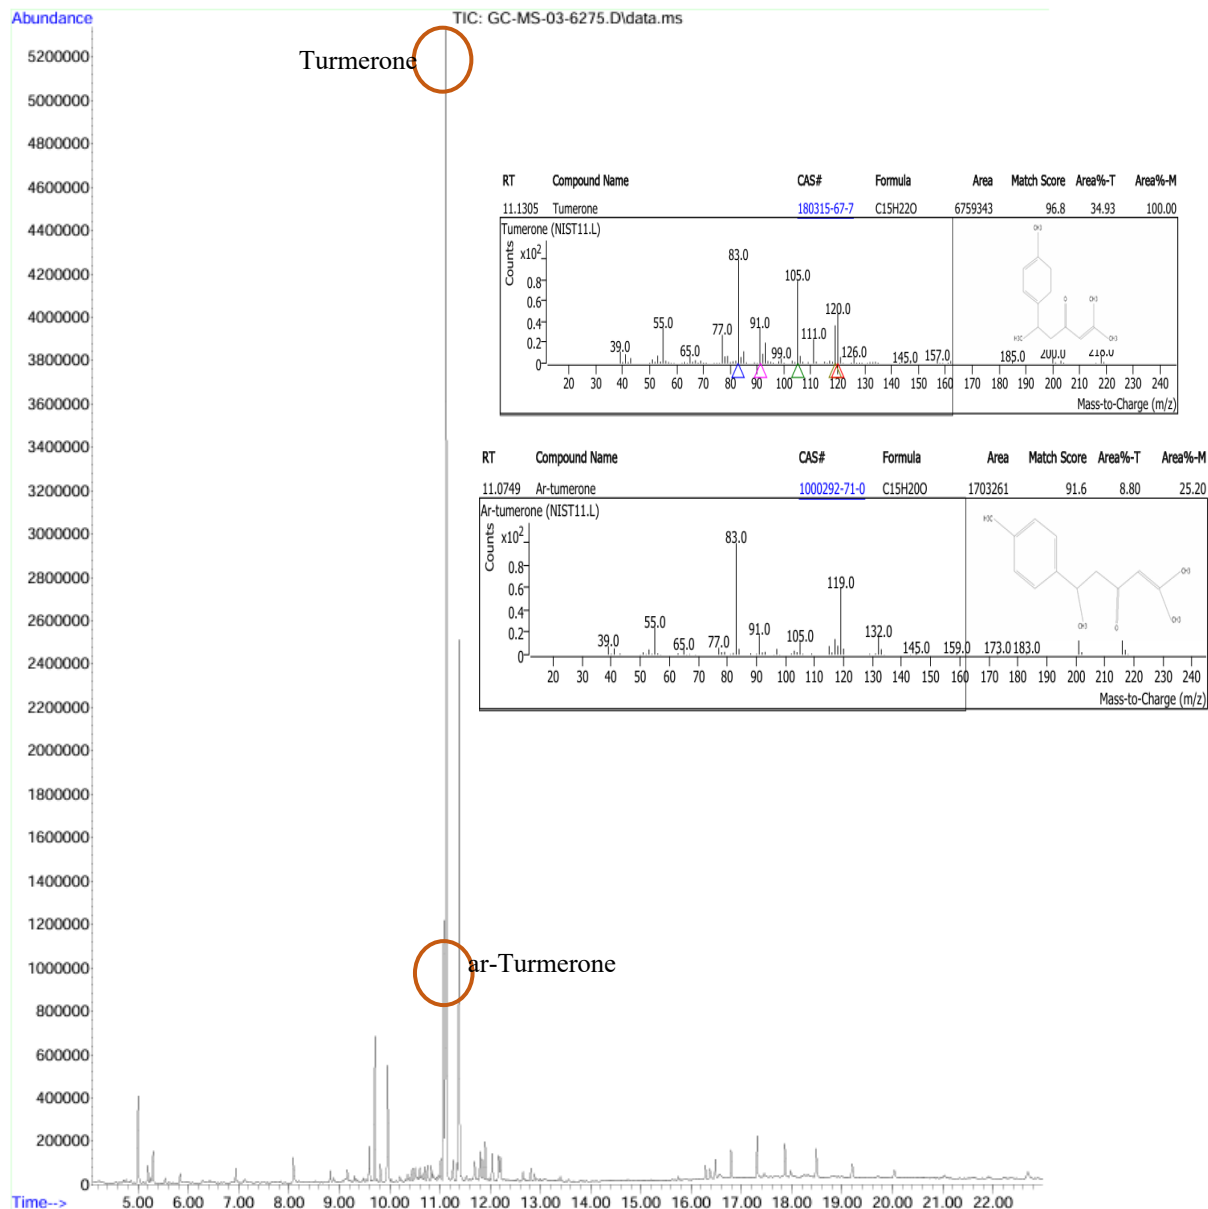 Abundance
TIC: GC-MS-03-6275.D\data.ms
Turmerone
5200000
5000000
4800000
4600000
4400000
4200000
4000000
3800000
3600000
3400000
3200000
3000000
2800000
2600000
2400000
2200000
2000000
1800000
1600000
1400000
1200000
1000000
800000
600000
400000
200000
0
RT Compound Name CAS# Formula Area Match Score Area%-T Area%-M
11.1305 Tumerone 180315-67-7 C15H22O 6759343 96.8 34.93 100.00
Tumerone (NIST11.L)
Counts
x10²
0.8
0.6
0.4
0.2
0
83.0
105.0
120.0
55.0
77.0
91.0
111.0
39.0
65.0
99.0
126.0
145.0 157.0
185.0 200.0 218.0
CH3
O
CH3
H3C
CH3
20 30 40 50 60 70 80 90 100 110 120 130 140 150 160 170 180 190 200 210 220 230 240
Mass-to-Charge (m/z)
RT Compound Name CAS# Formula Area Match Score Area%-T Area%-M
11.0749 Ar-tumerone 1000292-71-0 C15H20O 1703261 91.6 8.80 25.20
Ar-tumerone (NIST11.L)
Counts
x10²
0.8
0.6
0.4
0.2
0
83.0
119.0
55.0
91.0
132.0
39.0
65.0
77.0
105.0
145.0 159.0 173.0 183.0
H3C
CH3
CH3
O
CH3
20 30 40 50 60 70 80 90 100 110 120 130 140 150 160 170 180 190 200 210 220 230 240
Mass-to-Charge (m/z)
ar-Turmerone
5.00 6.00 7.00 8.00 9.00 10.00 11.00 12.00 13.00 14.00 15.00 16.00 17.00 18.00 19.00 20.00 21.00 22.00
Time-->